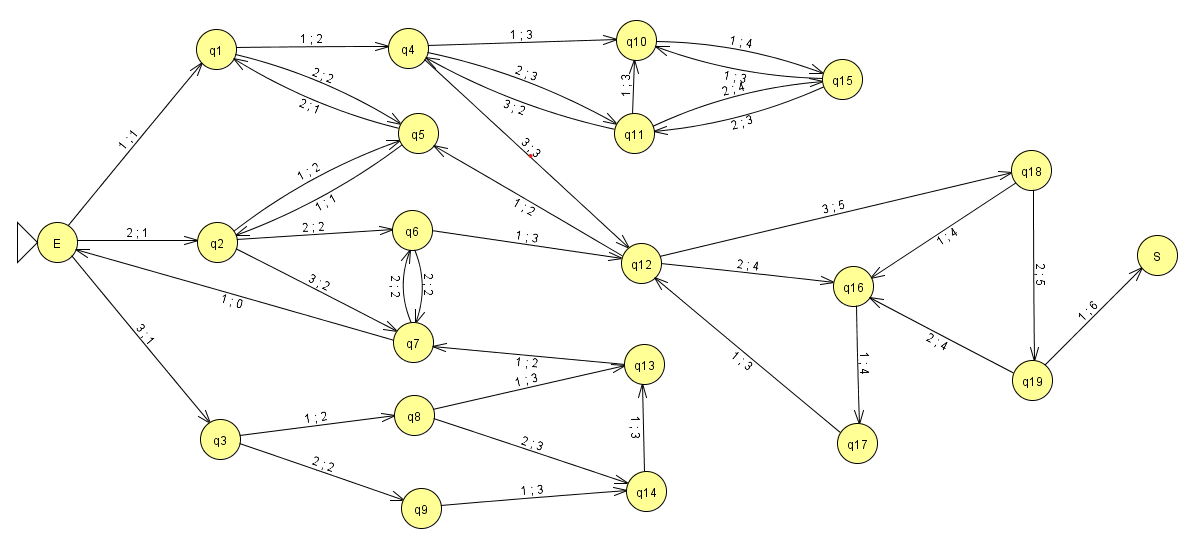 1 ; 2
1 ; 3
q1
q4
q10
1 ; 4
2 ; 2
2 ; 3
1 ; 3
q15
2 ; 4
1 ; 3
2 ; 1
3 ; 2
1 ; 1
q5
q11
2 ; 3
3 ; 3
1 ; 2
q18
1 ; 1
1 ; 2
3 ; 5
E
2 ; 1
q2
2 ; 2
q6
1 ; 3
1 ; 4
S
q12
2 ; 4
2 ; 5
3 ; 2
2 ; 2
2 ; 2
q16
1 ; 0
1 ; 6
3 ; 1
q7
2 ; 4
1 ; 2
q13
1 ; 3
1 ; 4
1 ; 3
q19
q3
1 ; 2
q8
1 ; 3
2 ; 3
q17
2 ; 2
1 ; 3
q14
q9